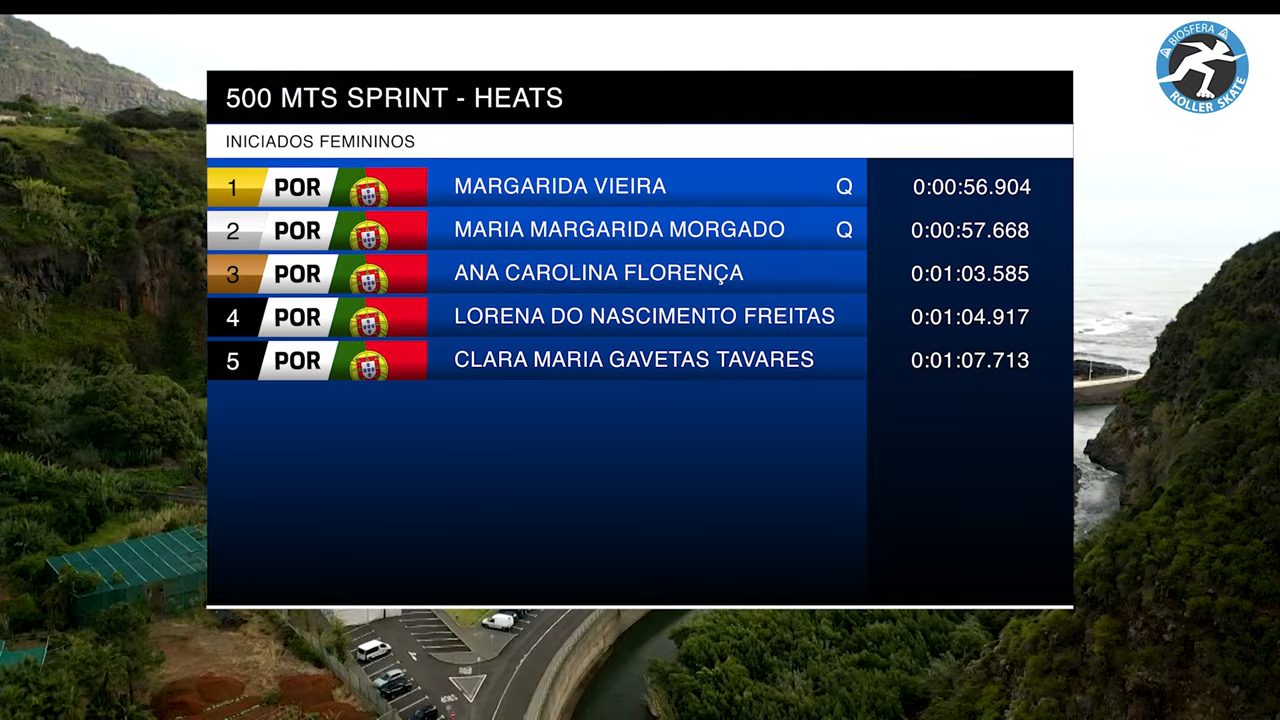 BIOSFERA
ROLLER SKATE
500 MTS SPRINT - HEATS
INICIADOS FEMININOS
1 POR MARGARIDA VIEIRA Q 0:00:56.904
2 POR MARIA MARGARIDA MORGADO Q 0:00:57.668
3 POR ANA CAROLINA FLORENÇA 0:01:03.585
4 POR LORENA DO NASCIMENTO FREITAS 0:01:04.917
5 POR CLARA MARIA GAVETAS TAVARES 0:01:07.713